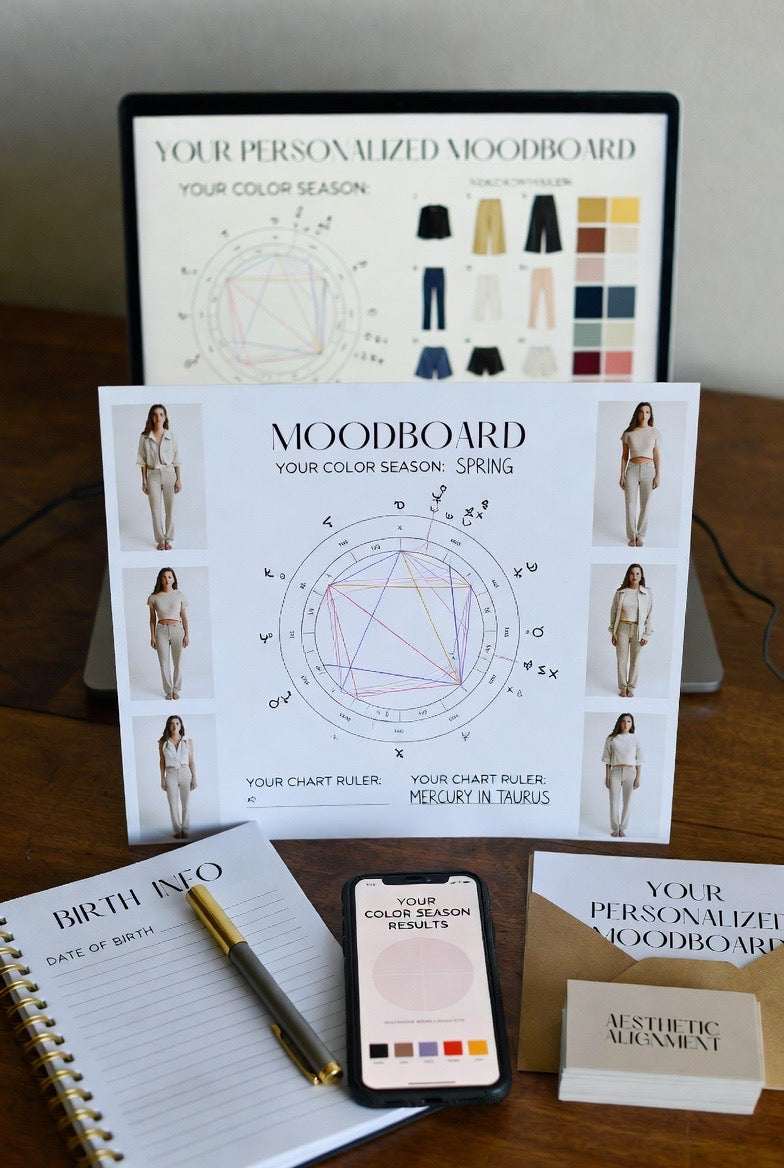 YOUR PERSONALIZED MOODBOARD
YOUR COLOR SEASON:
MOODBOARD
YOUR COLOR SEASON: SPRING
YOUR CHART RULER:
YOUR CHART RULER:
MERCURY IN TAURUS
BIRTH INFO
DATE OF BIRTH
YOUR
COLOR SEASON
RESULTS
YOUR
PERSONALIZED
MOODBOARD
AESTHETIC
ALIGNMENT